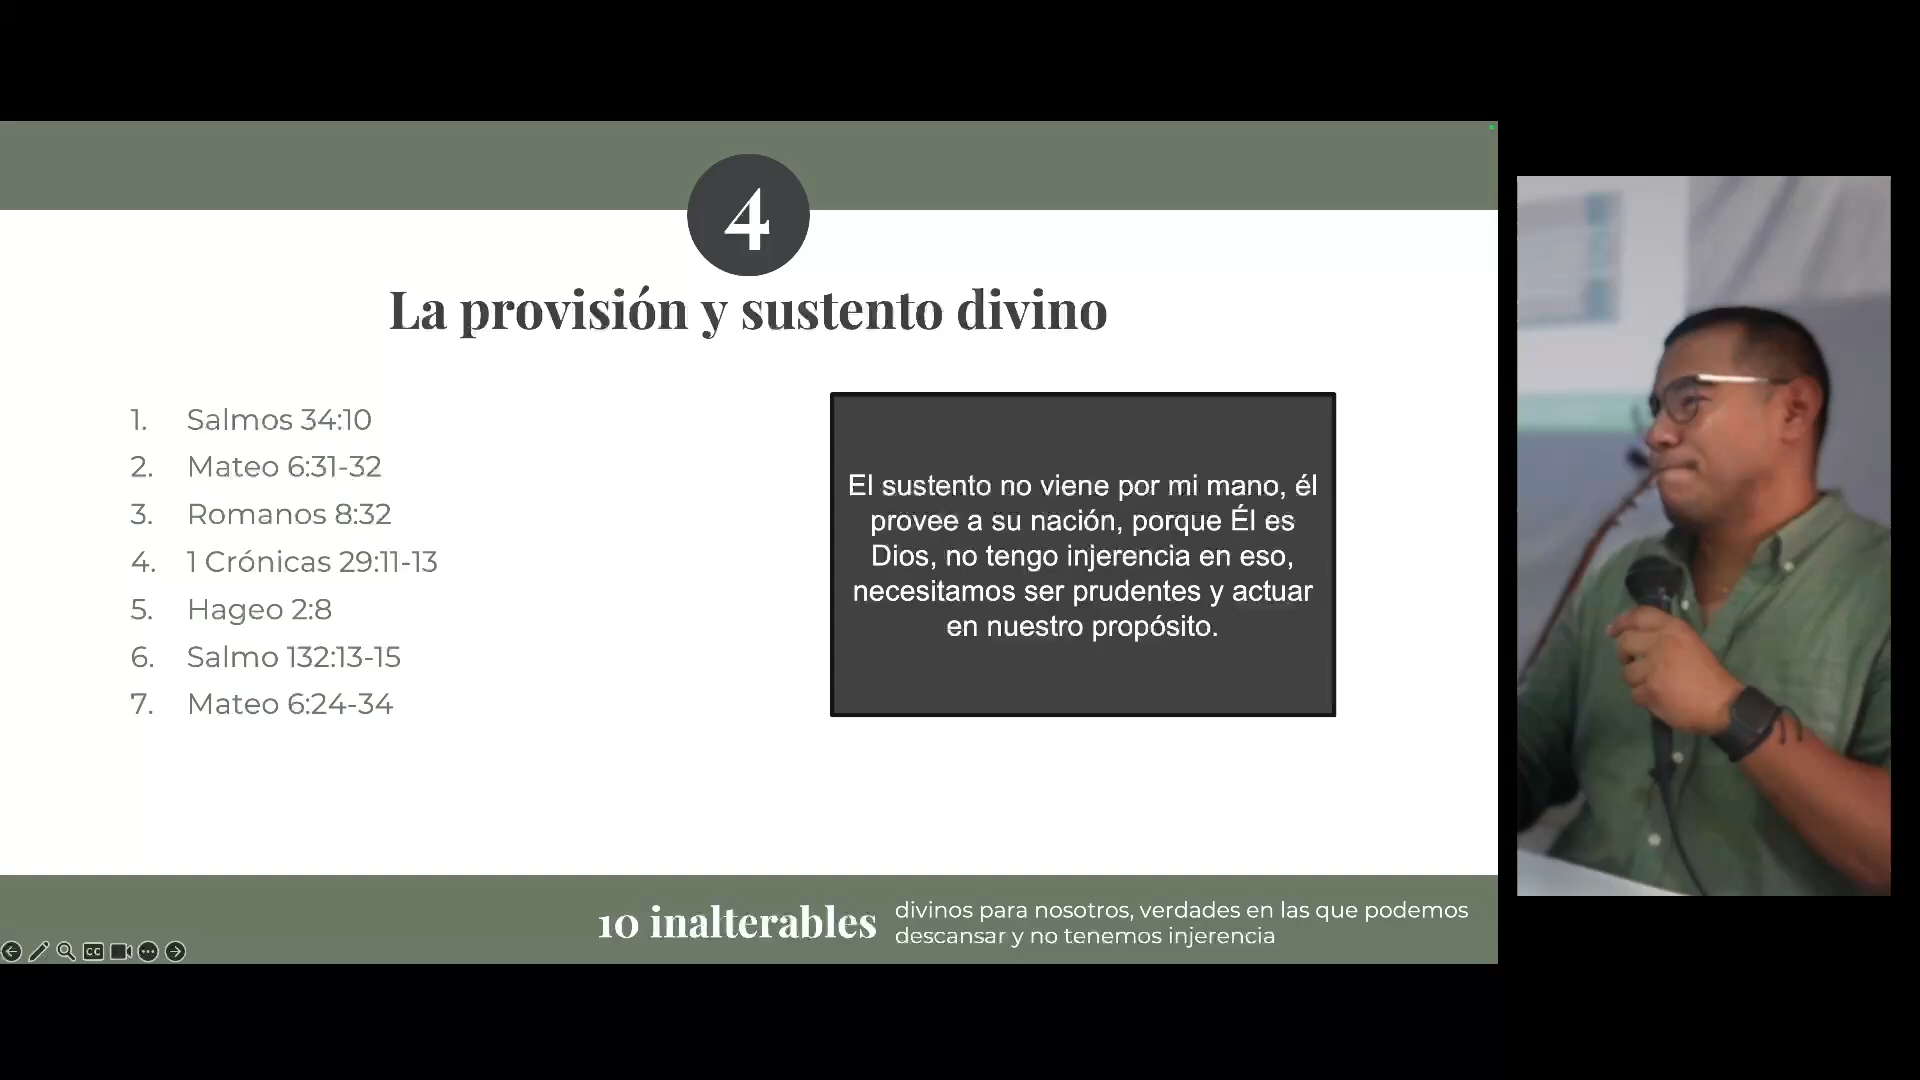 4
La provisión y sustento divino
1. Salmos 34:10
2. Mateo 6:31-32
3. Romanos 8:32
4. 1 Crónicas 29:11-13
5. Hageo 2:8
6. Salmo 132:13-15
7. Mateo 6:24-34
El sustento no viene por mi mano, él
provee a su nación, porque Él es
Dios, no tengo injerencia en eso,
necesitamos ser prudentes y actuar
en nuestro propósito.
10 inalterables
divinos para nosotros, verdades en las que podemos
descansar y no tenemos injerencia
CC